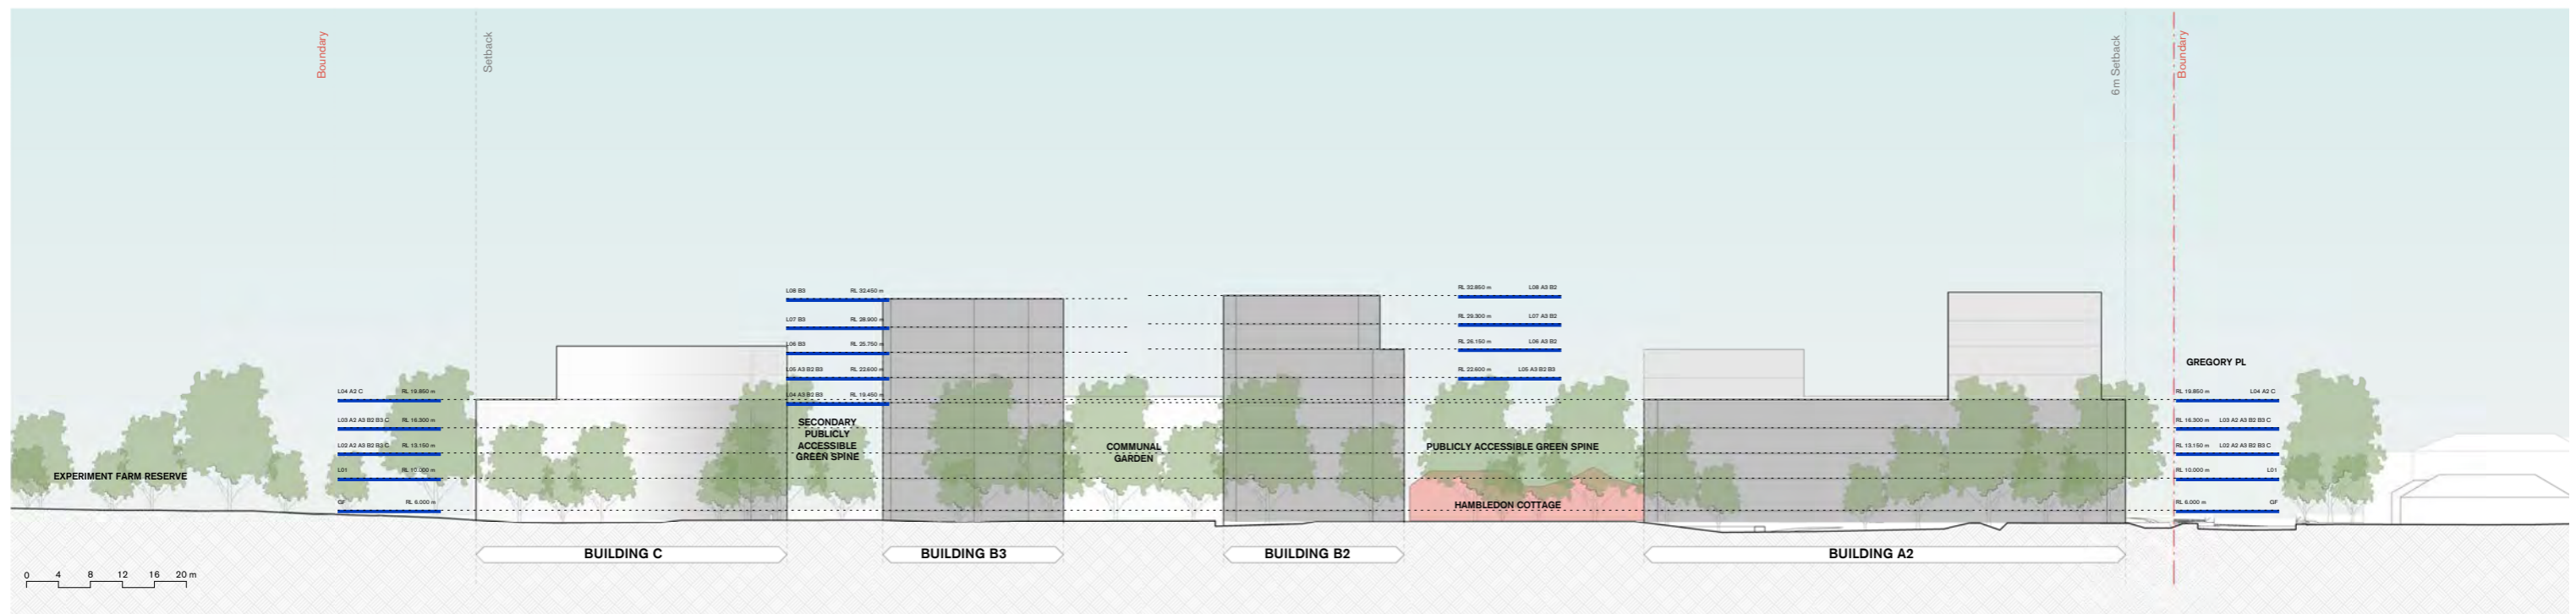 Boundary
Setback
6m Setback
Boundary
L08 B3 RL 32.450 m
L07 B3 RL 28.900 m
L06 B3 RL 25.750 m
L05 A3 B2 B3 RL 22.600 m
L04 A3 B2 B3 RL 19.450 m
RL 32.850 m L08 A3 B2
RL 29.300 m L07 A3 B2
RL 26.150 m L06 A3 B2
RL 22.600 m L05 A3 B2 B3
GREGORY PL
L04 A2 C RL 19.850 m
L03 A2 A3 B2 B3 C RL 16.300 m
L02 A2 A3 B2 B3 C RL 13.150 m
L01 RL 10.000 m
GF RL 6.000 m
RL 19.850 m L04 A2 C
RL 16.300 m L03 A2 A3 B2 B3 C
RL 13.150 m L02 A2 A3 B2 B3 C
RL 10.000 m L01
RL 6.000 m GF
EXPERIMENT FARM RESERVE
SECONDARY
PUBLICLY
ACCESSIBLE
GREEN SPINE
COMMUNAL
GARDEN
PUBLICLY ACCESSIBLE GREEN SPINE
HAMBLEDON COTTAGE
BUILDING C
BUILDING B3
BUILDING B2
BUILDING A2
0 4 8 12 16 20 m